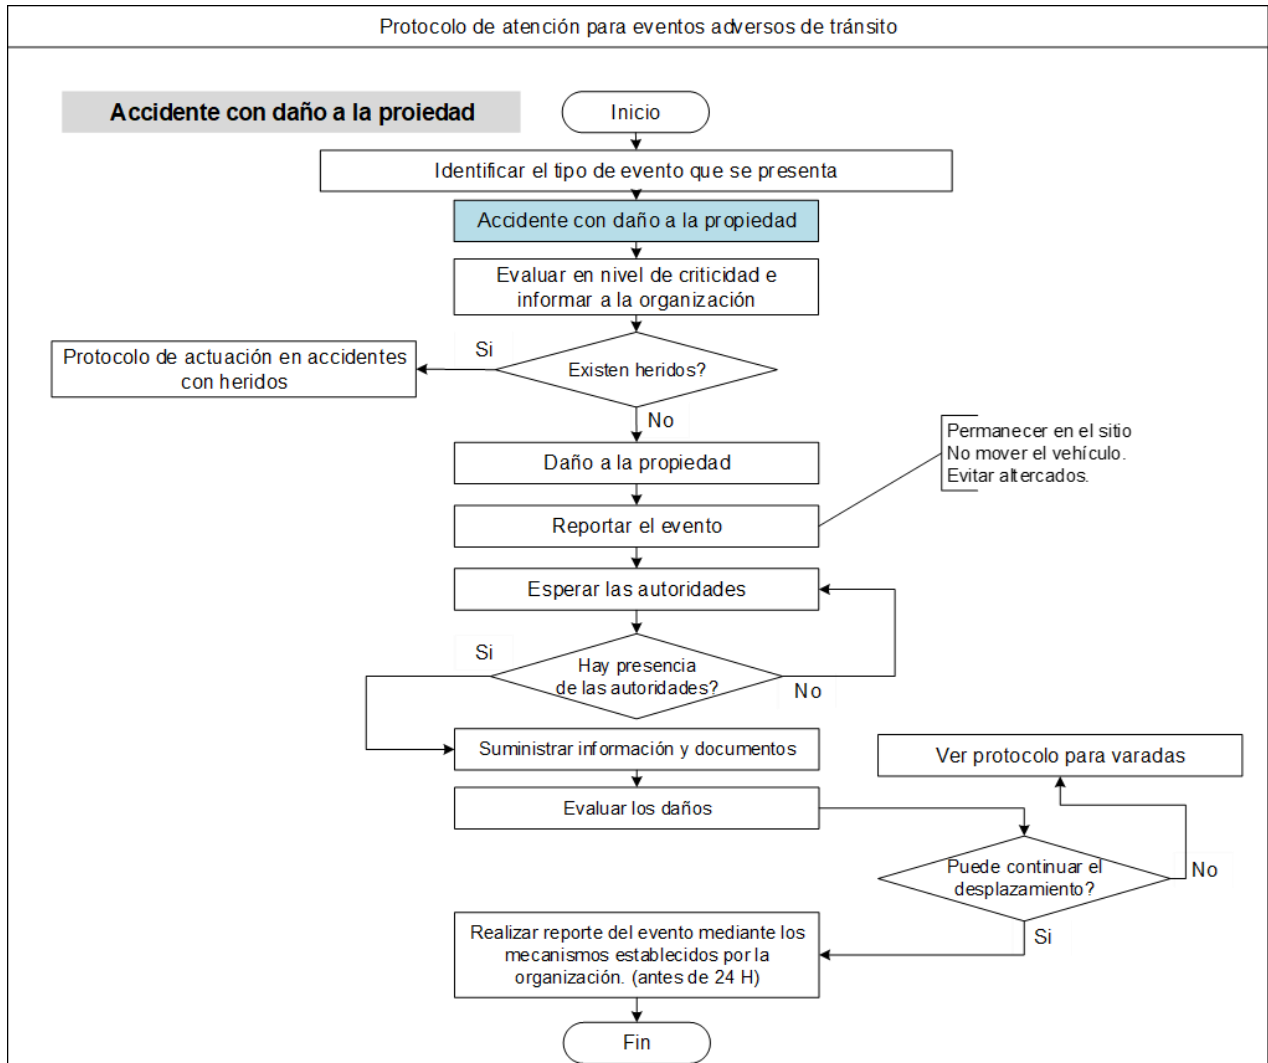 Protocolo de atención para eventos adversos de tránsito
Accidente con daño a la proiedad
Inicio
Identificar el tipo de evento que se presenta
Accidente con daño a la propiedad
Evaluar en nivel de criticidad e
informar a la organización
Si
Protocolo de actuación en accidentes
con heridos
Existen heridos?
No
Daño a la propiedad
Permanecer en el sitio
No mover el vehículo.
Evitar altercados.
Reportar el evento
Esperar las autoridades
Si
Hay presencia
de las autoridades?
No
Suministrar información y documentos
Ver protocolo para varadas
Evaluar los daños
Puede continuar el
desplazamiento?
No
Si
Realizar reporte del evento mediante los
mecanismos establecidos por la
organización. (antes de 24 H)
Fin